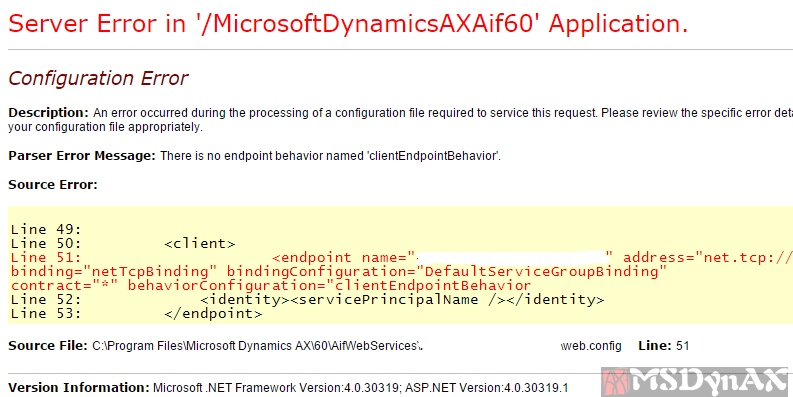 Server Error in '/MicrosoftDynamicsAXAif60' Application.
Configuration Error
Description: An error occurred during the processing of a configuration file required to service this request. Please review the specific error
your configuration file appropriately.
Parser Error Message: There is no endpoint behavior named 'clientEndpointBehavior'.
Source Error:
Line 49:
Line 50: <client>
Line 51: <endpoint name=" " address="net.tcp://
binding="netTcpBinding" bindingConfiguration="DefaultServiceGroupBinding"
contract="*" behaviorConfiguration="clientEndpointBehavior
Line 52: <identity><servicePrincipalName /></identity>
Line 53: </endpoint>
Source File: C:\Program Files\Microsoft Dynamics AX\60\AifWebServices\. \web.config Line: 51
Version Information: Microsoft .NET Framework Version:4.0.30319; ASP.NET Version:4.0.30319.1
MSDynAX